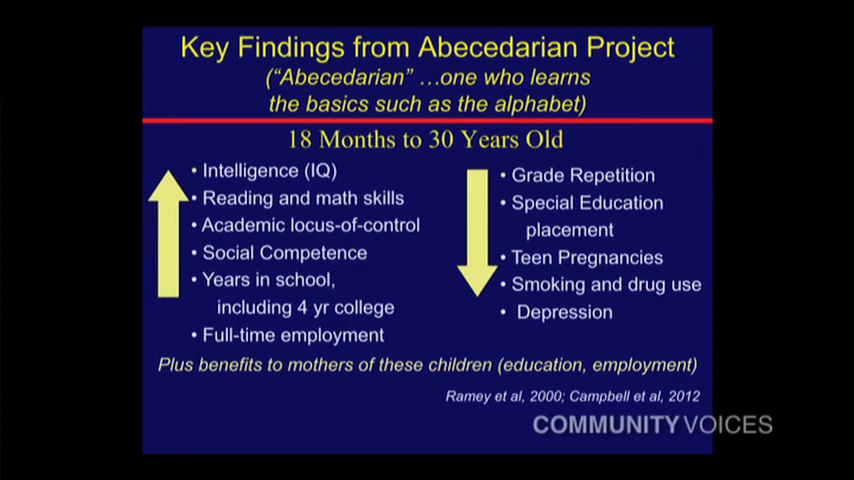 Key Findings from Abecedarian Project
("Abecedarian" …one who learns
the basics such as the alphabet)
18 Months to 30 Years Old
• Intelligence (IQ)
• Reading and math skills
• Academic locus-of-control
• Social Competence
• Years in school,
including 4 yr college
• Full-time employment
• Grade Repetition
• Special Education
placement
• Teen Pregnancies
• Smoking and drug use
• Depression
Plus benefits to mothers of these children (education, employment)
Ramey et al, 2000; Campbell et al, 2012
COMMUNITY VOICES